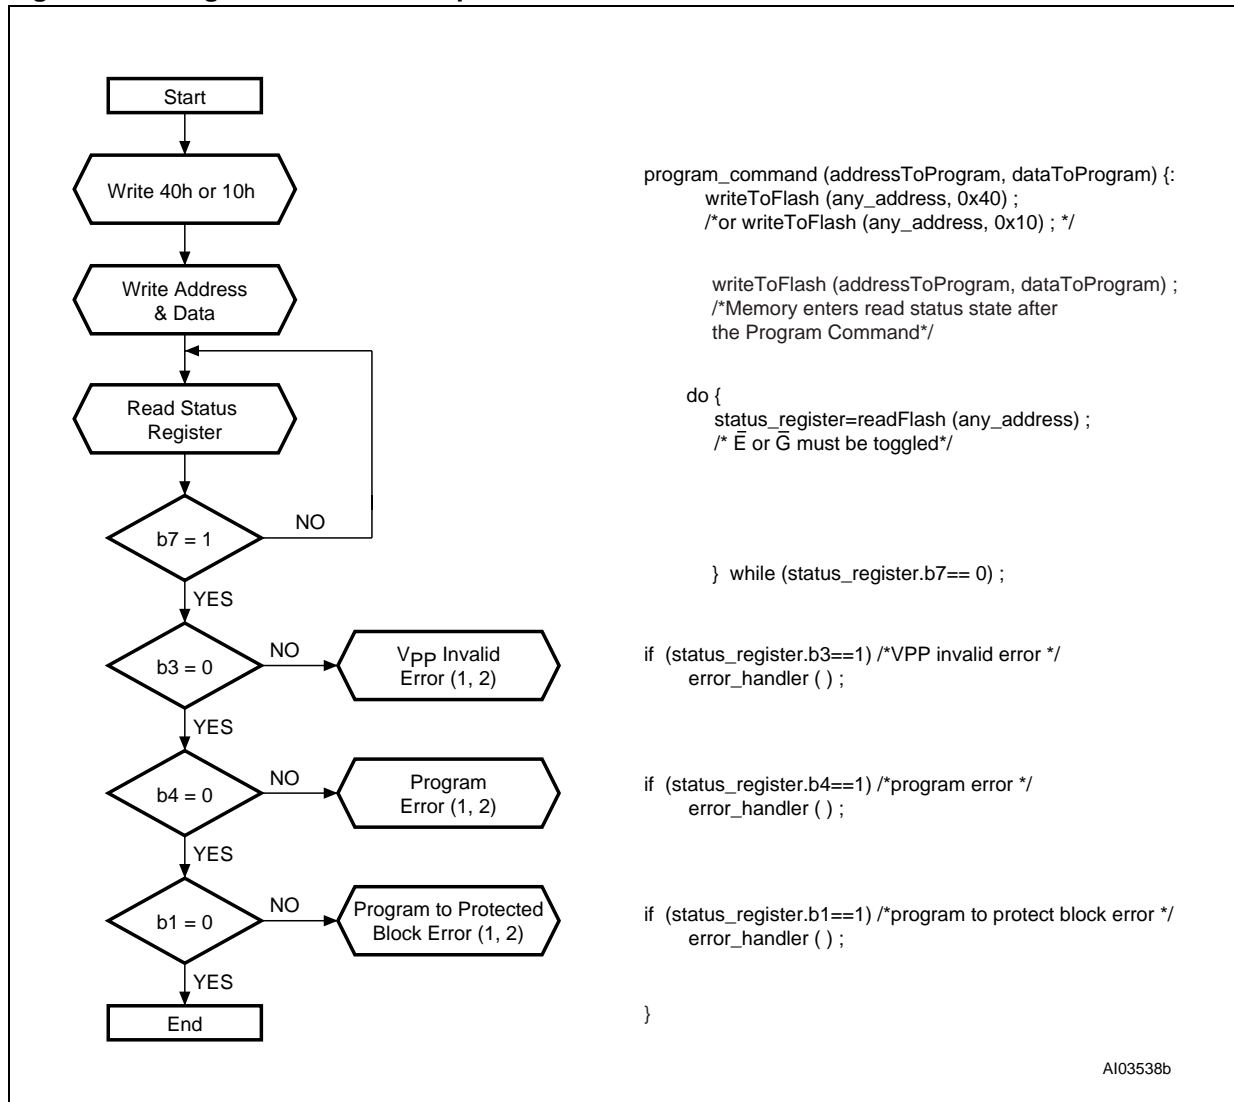 Start
Write 40h or 10h
Write Address
& Data
Read Status
Register
b7 = 1
NO
YES
b3 = 0
NO
VPP Invalid
Error (1, 2)
YES
b4 = 0
NO
Program
Error (1, 2)
YES
b1 = 0
NO
Program to Protected
Block Error (1, 2)
YES
End
program_command (addressToProgram, dataToProgram) {:
writeToFlash (any_address, 0x40) ;
/*or writeToFlash (any_address, 0x10) ; */
writeToFlash (addressToProgram, dataToProgram) ;
/*Memory enters read status state after
the Program Command*/
do {
status_register=readFlash (any_address) ;
/* E̅ or G̅ must be toggled*/
} while (status_register.b7== 0) ;
if (status_register.b3==1) /*VPP invalid error */
error_handler ( ) ;
if (status_register.b4==1) /*program error */
error_handler ( ) ;
if (status_register.b1==1) /*program to protect block error */
error_handler ( ) ;
}
AI03538b